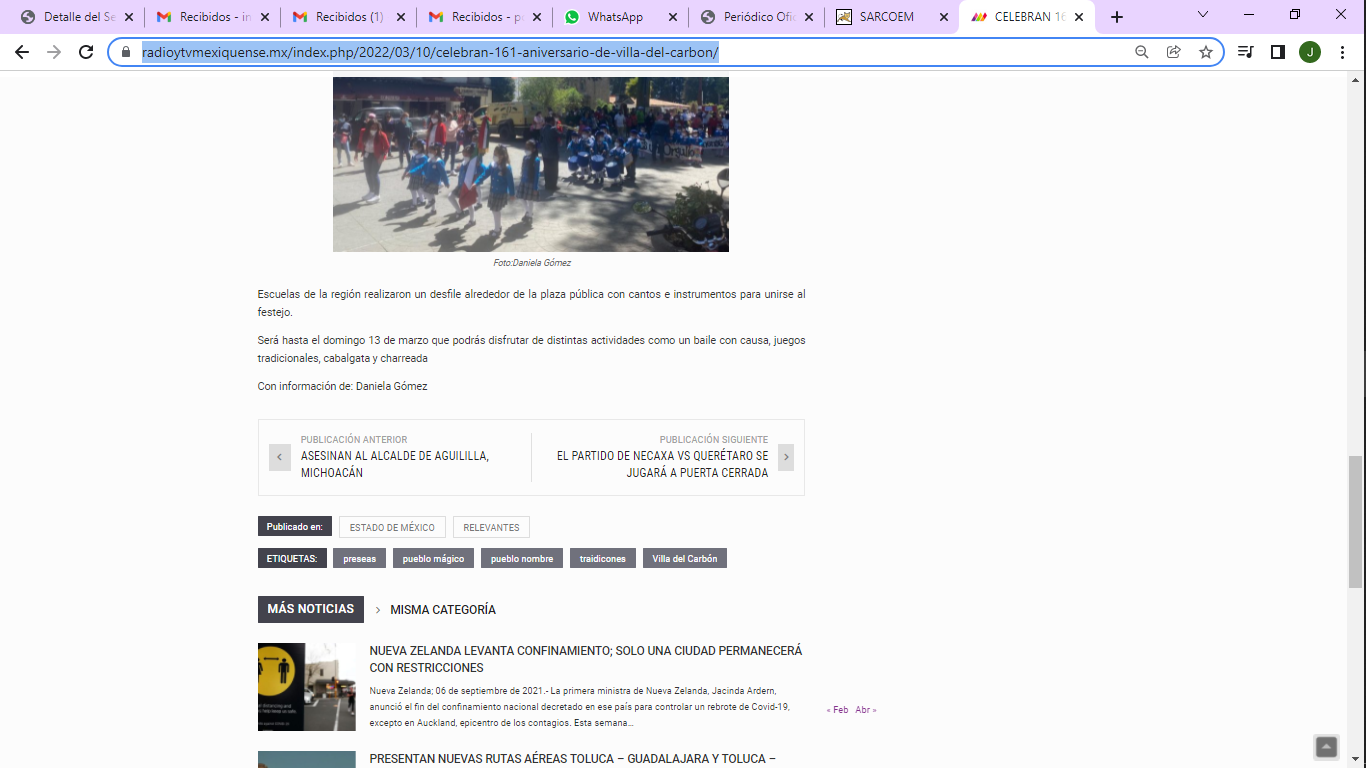 Detalle del Se
Recibidos - in
Recibidos (1)
Recibidos - po
WhatsApp
Periódico Ofic
SARCOEM
CELEBRAN 16
radioytvmexiquense.mx/index.php/2022/03/10/celebran-161-aniversario-de-villa-del-carbon/
J
Foto:Daniela Gómez
Escuelas de la región realizaron un desfile alrededor de la plaza pública con cantos e instrumentos para unirse al
festejo.
Será hasta el domingo 13 de marzo que podrás disfrutar de distintas actividades como un baile con causa, juegos
tradicionales, cabalgata y charreada
Con información de: Daniela Gómez
PUBLICACIÓN ANTERIOR
ASESINAN AL ALCALDE DE AGUILILLA,
MICHOACÁN
PUBLICACIÓN SIGUIENTE
EL PARTIDO DE NECAXA VS QUERÉTARO SE
JUGARÁ A PUERTA CERRADA
Publicado en: ESTADO DE MÉXICO RELEVANTES
ETIQUETAS: preseas pueblo mágico pueblo nombre traidicones Villa del Carbón
MÁS NOTICIAS > MISMA CATEGORÍA
NUEVA ZELANDA LEVANTA CONFINAMIENTO; SOLO UNA CIUDAD PERMANECERÁ
CON RESTRICCIONES
Nueva Zelanda; 06 de septiembre de 2021.- La primera ministra de Nueva Zelanda, Jacinda Ardern,
anunció el fin del confinamiento nacional decretado en ese país para controlar un rebrote de Covid-19,
excepto en Auckland, epicentro de los contagios. Esta semana...
« Feb Abr »
PRESENTAN NUEVAS RUTAS AÉREAS TOLUCA – GUADALAJARA Y TOLUCA –